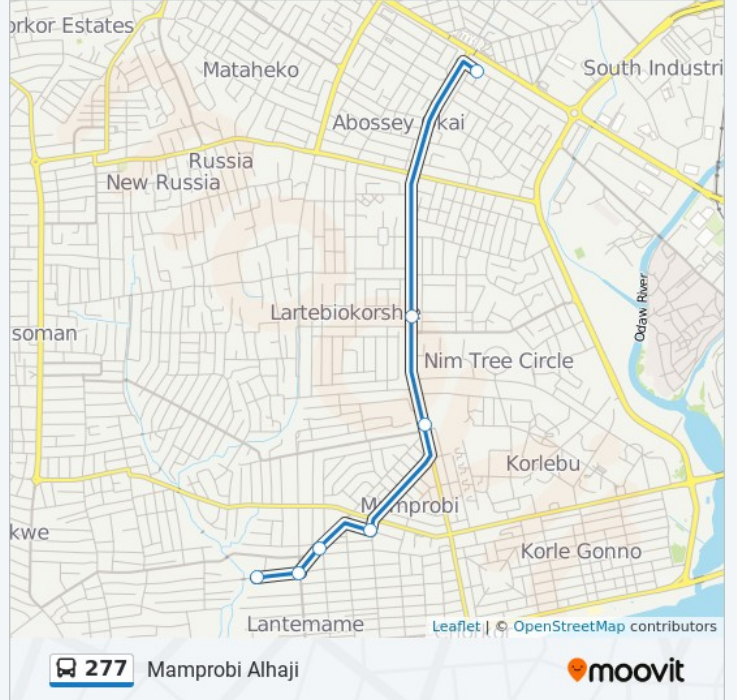 orkor Estates
Mataheko
South Industri
Abossey
kai
Russia
New Russia
Odaw River
Lartebiokorshe
soman
Nim Tree Circle
Korlebu
Mamprobi
kwe
Korle Gonno
Lantemame
Leaflet | © OpenStreetMap contributors
277 Mamprobi Alhaji
moovit